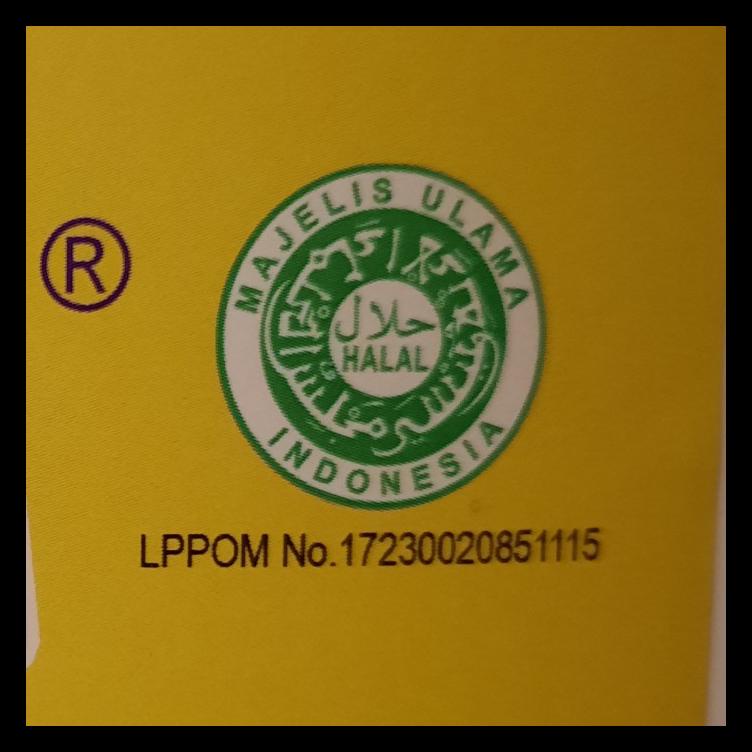 ®
MAJELIS ULAMA
حلال
HALAL
INDONESIA
LPPOM No.17230020851115